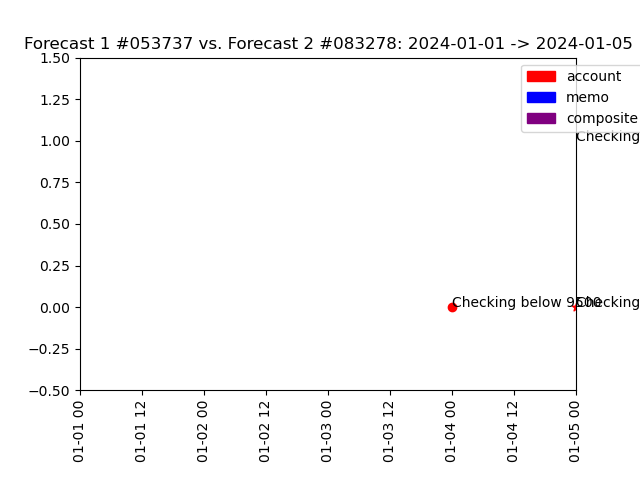 Forecast 1 #053737 vs. Forecast 2 #083278: 2024-01-01 -> 2024-01-05
1.50
1.25
1.00
0.75
0.50
0.25
0.00
−0.25
−0.50
account
memo
composite
Checking
Checking below 9500
Checking
01-01 00
01-01 12
01-02 00
01-02 12
01-03 00
01-03 12
01-04 00
01-04 12
01-05 00